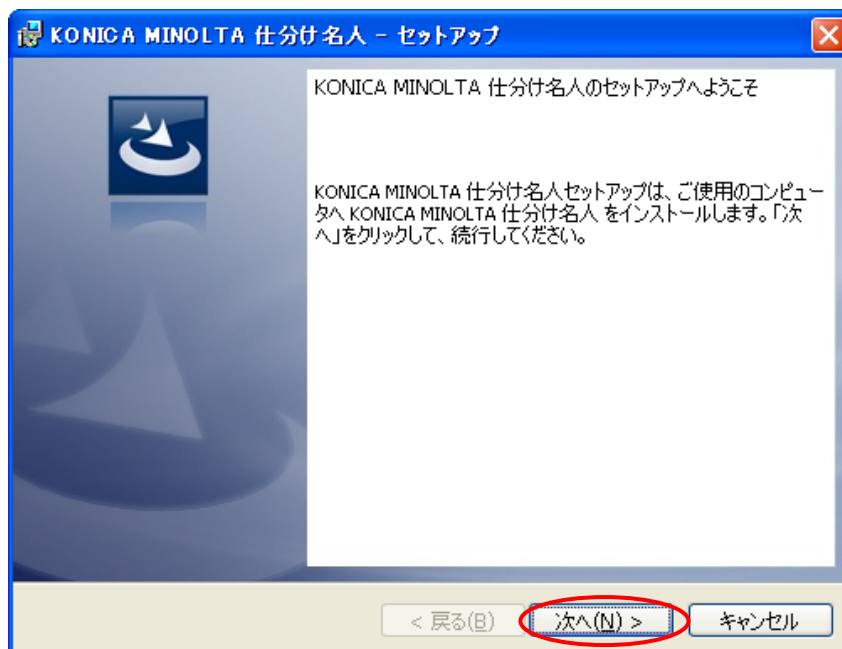 KONICA MINOLTA 仕分け名人 - セットアップ
KONICA MINOLTA 仕分け名人のセットアップへようこそ
KONICA MINOLTA 仕分け名人セットアップは、ご使用のコンピュー
タへ KONICA MINOLTA 仕分け名人 をインストールします。「次
へ」をクリックして、続行してください。
< 戻る(B) 次へ(N) > キャンセル